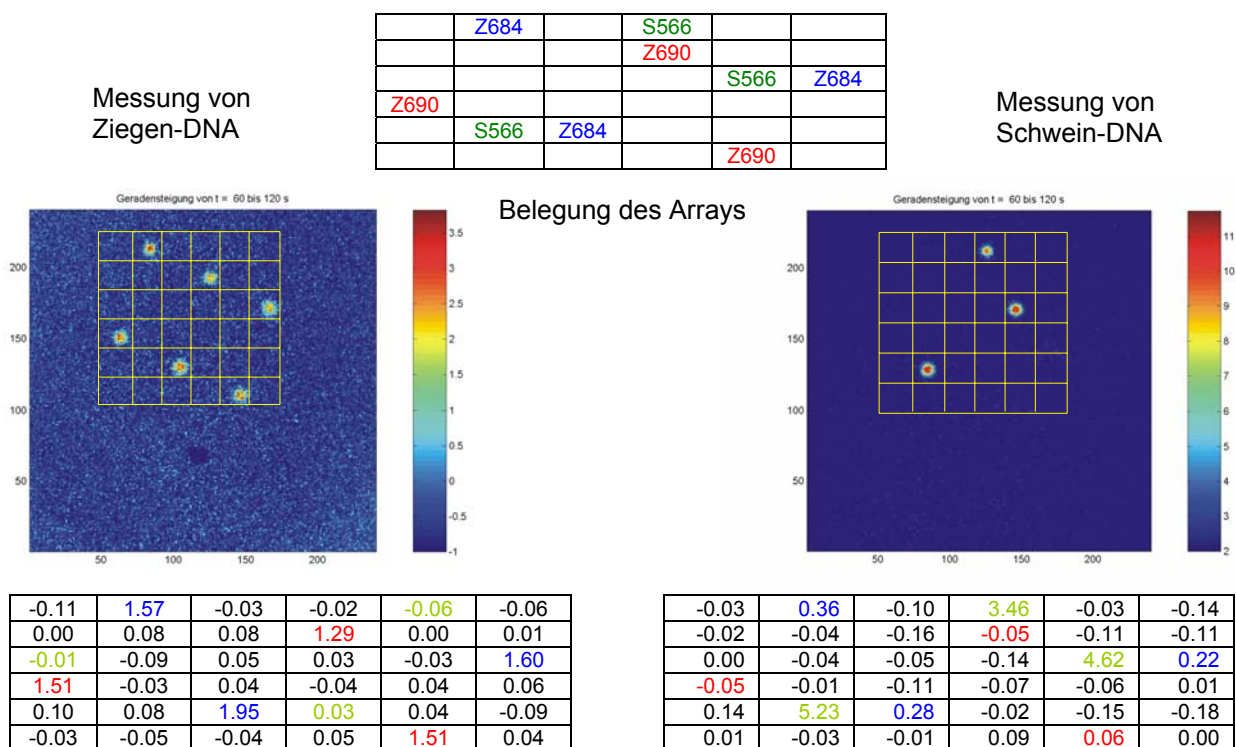 Z684 S566
Z690
S566 Z684
Z690
S566 Z684
Z690
Messung von
Ziegen-DNA
Messung von
Schwein-DNA
Belegung des Arrays
Geradensteigung von t = 60 bis 120 s
200
150
100
50
50 100 150 200
3.5
3
2.5
2
1.5
1
0.5
0
-0.5
-1
Geradensteigung von t = 60 bis 120 s
200
150
100
50
50 100 150 200
11
10
9
8
7
6
5
4
3
2
-0.11 1.57 -0.03 -0.02 -0.06 -0.06
0.00 0.08 0.08 1.29 0.00 0.01
-0.01 -0.09 0.05 0.03 -0.03 1.60
1.51 -0.03 0.04 -0.04 0.04 0.06
0.10 0.08 1.95 0.03 0.04 -0.09
-0.03 -0.05 -0.04 0.05 1.51 0.04
-0.03 0.36 -0.10 3.46 -0.03 -0.14
-0.02 -0.04 -0.16 -0.05 -0.11 -0.11
0.00 -0.04 -0.05 -0.14 4.62 0.22
-0.05 -0.01 -0.11 -0.07 -0.06 0.01
0.14 5.23 0.28 -0.02 -0.15 -0.18
0.01 -0.03 -0.01 0.09 0.06 0.00